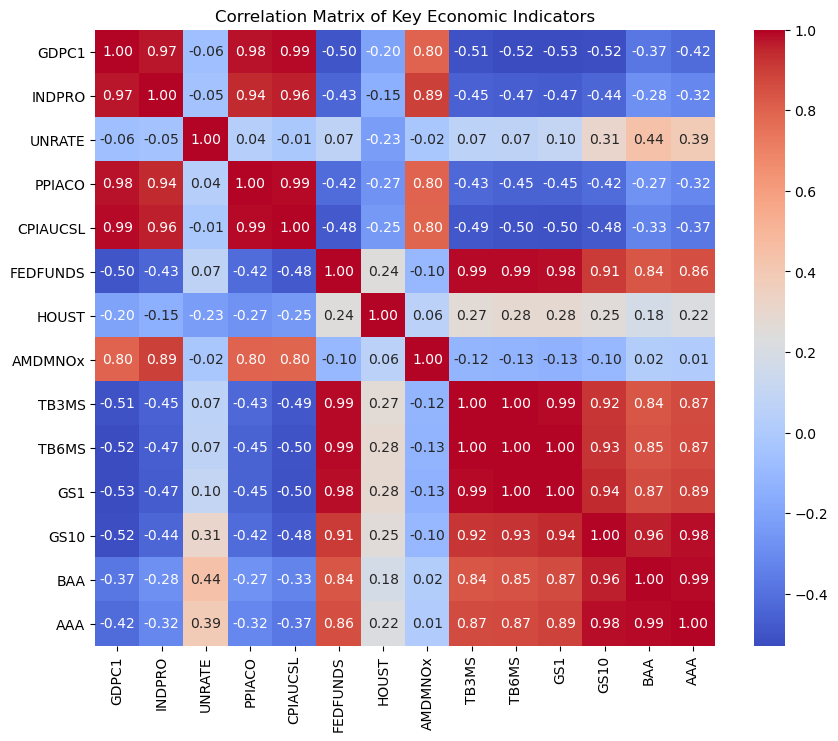 Correlation Matrix of Key Economic Indicators
GDPC1 1.00 0.97 -0.06 0.98 0.99 -0.50 -0.20 0.80 -0.51 -0.52 -0.53 -0.52 -0.37 -0.42
INDPRO 0.97 1.00 -0.05 0.94 0.96 -0.43 -0.15 0.89 -0.45 -0.47 -0.47 -0.44 -0.28 -0.32
UNRATE -0.06 -0.05 1.00 0.04 -0.01 0.07 -0.23 -0.02 0.07 0.07 0.10 0.31 0.44 0.39
PPIACO 0.98 0.94 0.04 1.00 0.99 -0.42 -0.27 0.80 -0.43 -0.45 -0.45 -0.42 -0.27 -0.32
CPIAUCSL 0.99 0.96 -0.01 0.99 1.00 -0.48 -0.25 0.80 -0.49 -0.50 -0.50 -0.48 -0.33 -0.37
FEDFUNDS -0.50 -0.43 0.07 -0.42 -0.48 1.00 0.24 -0.10 0.99 0.99 0.98 0.91 0.84 0.86
HOUST -0.20 -0.15 -0.23 -0.27 -0.25 0.24 1.00 0.06 0.27 0.28 0.28 0.25 0.18 0.22
AMDMNOx 0.80 0.89 -0.02 0.80 0.80 -0.10 0.06 1.00 -0.12 -0.13 -0.13 -0.10 0.02 0.01
TB3MS -0.51 -0.45 0.07 -0.43 -0.49 0.99 0.27 -0.12 1.00 1.00 0.99 0.92 0.84 0.87
TB6MS -0.52 -0.47 0.07 -0.45 -0.50 0.99 0.28 -0.13 1.00 1.00 1.00 0.93 0.85 0.87
GS1 -0.53 -0.47 0.10 -0.45 -0.50 0.98 0.28 -0.13 0.99 1.00 1.00 0.94 0.87 0.89
GS10 -0.52 -0.44 0.31 -0.42 -0.48 0.91 0.25 -0.10 0.92 0.93 0.94 1.00 0.96 0.98
BAA -0.37 -0.28 0.44 -0.27 -0.33 0.84 0.18 0.02 0.84 0.85 0.87 0.96 1.00 0.99
AAA -0.42 -0.32 0.39 -0.32 -0.37 0.86 0.22 0.01 0.87 0.87 0.89 0.98 0.99 1.00
GDPC1 INDPRO UNRATE PPIACO CPIAUCSL FEDFUNDS HOUST AMDMNOx TB3MS TB6MS GS1 GS10 BAA AAA
1.0
0.8
0.6
0.4
0.2
0.0
−0.2
−0.4